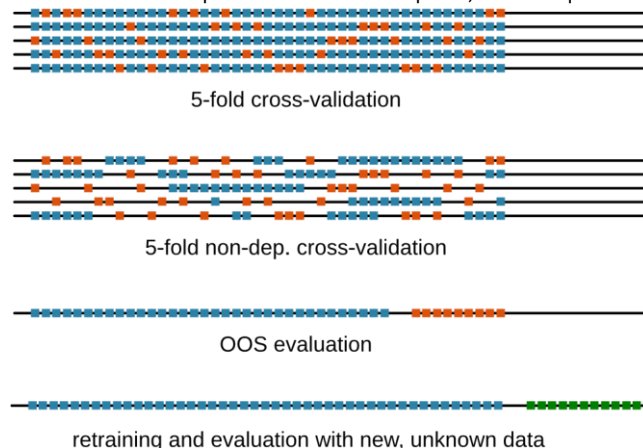 5-fold cross-validation
5-fold non-dep. cross-validation
OOS evaluation
retraining and evaluation with new, unknown data